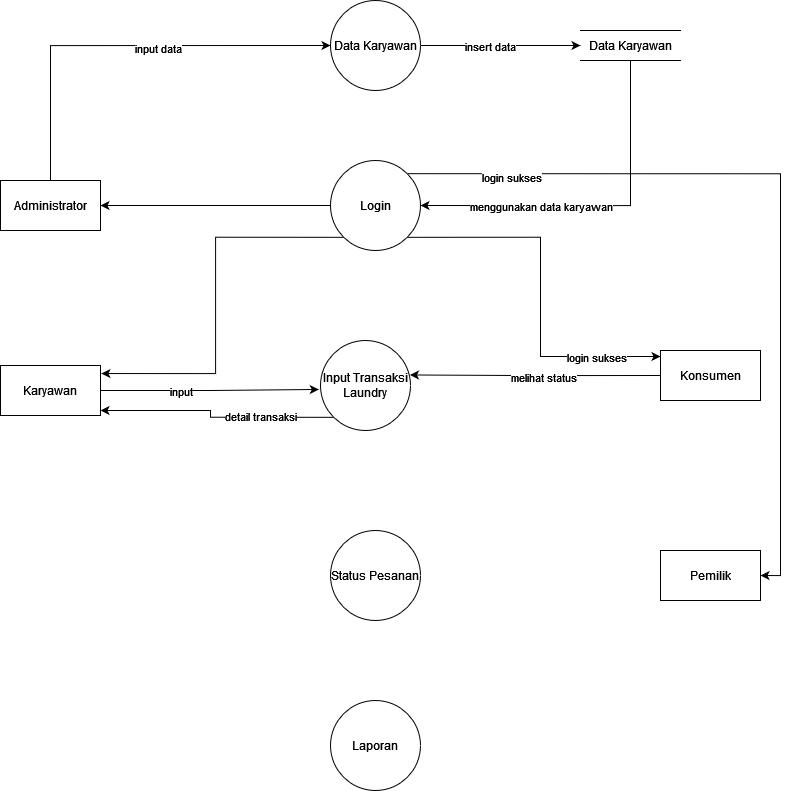 Data Karyawan
Data Karyawan
input data
insert data
login sukses
Administrator
Login
menggunakan data karyawan
login sukses
Input Transaksi
Laundry
Konsumen
melihat status
Karyawan
input
detail transaksi
Status Pesanan
Pemilik
Laporan